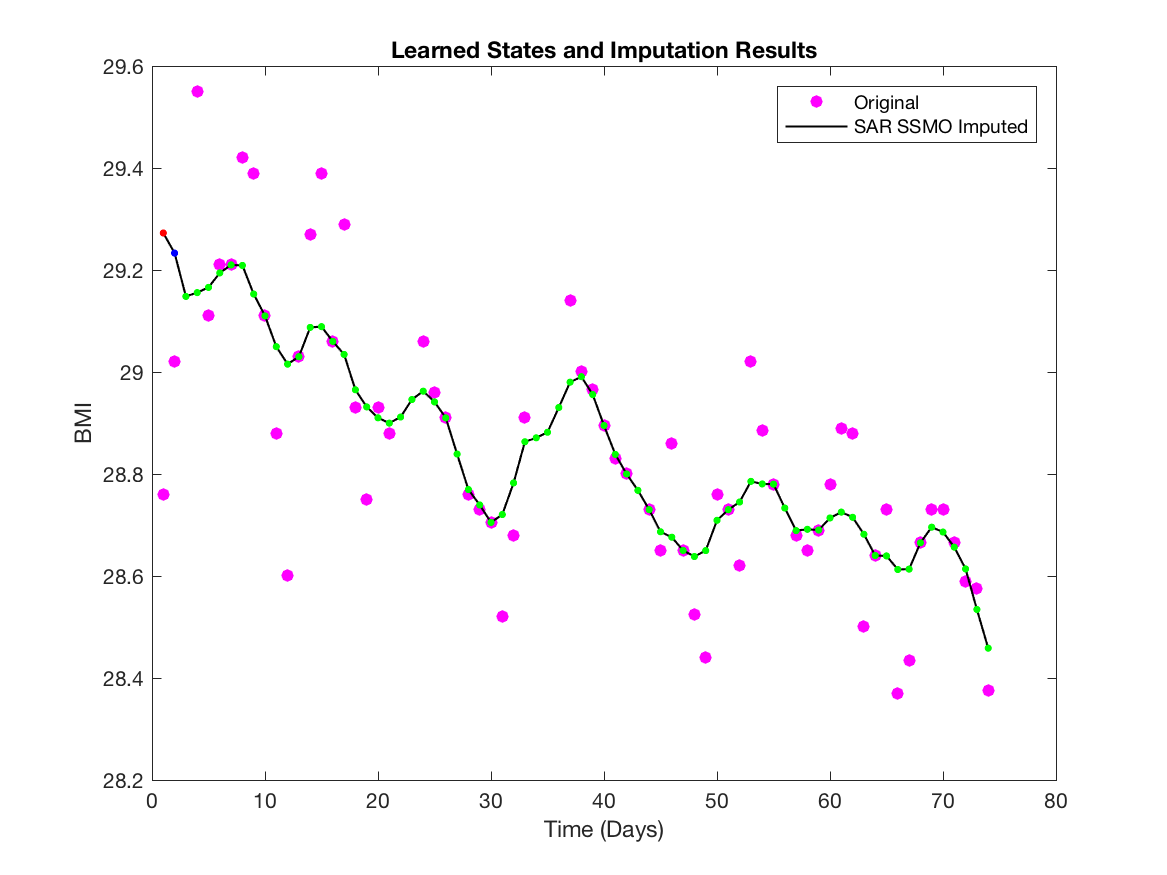 Learned States and Imputation Results
29.6
29.4
29.2
29
28.8
28.6
28.4
28.2
BMI
Original
SAR SSMO Imputed
0 10 20 30 40 50 60 70 80
Time (Days)